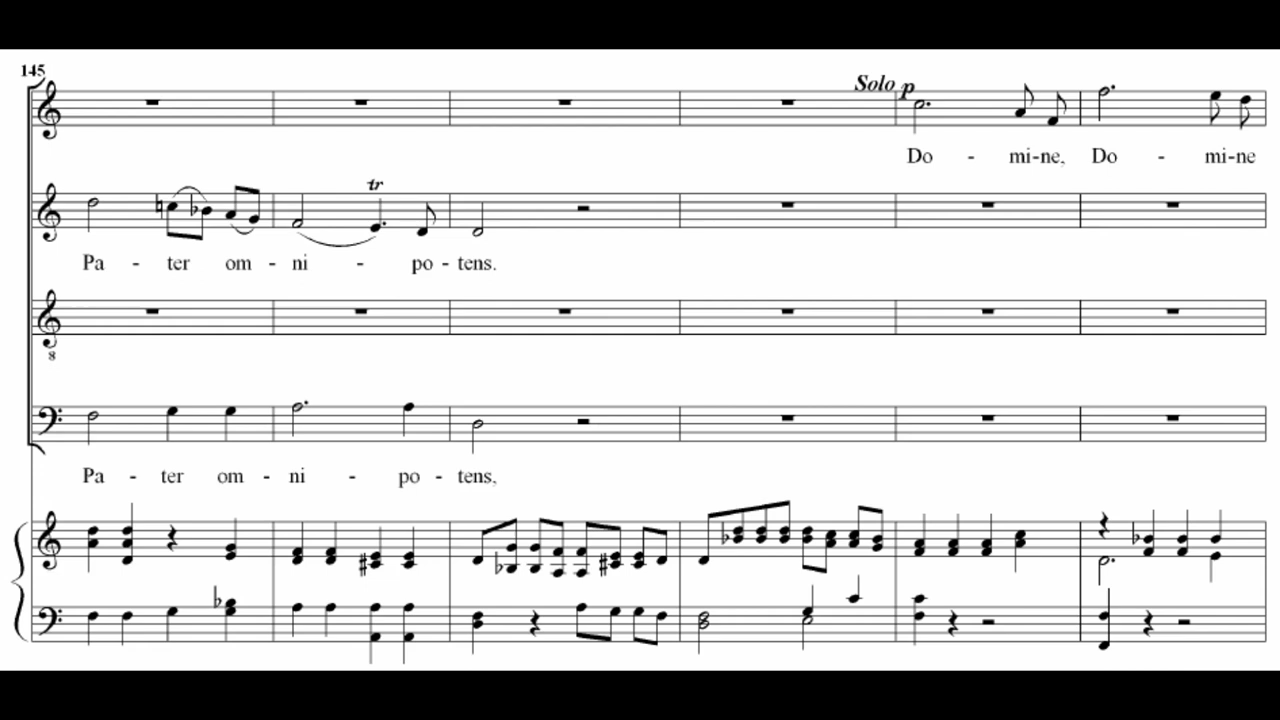 145
Solo p
Do - mi-ne, Do - mi-ne
tr
Pa - ter om - ni - po - tens.
8
Pa - ter om - ni - po - tens,